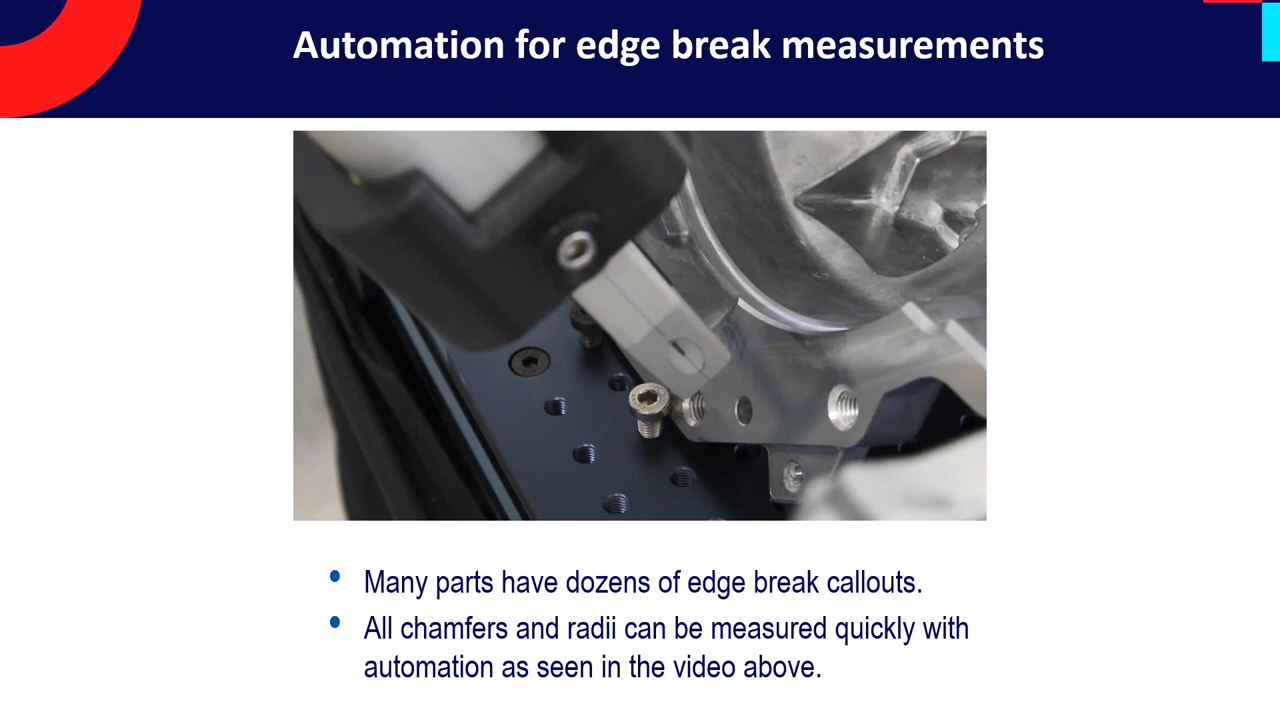 Automation for edge break measurements
• Many parts have dozens of edge break callouts.
• All chamfers and radii can be measured quickly with
automation as seen in the video above.